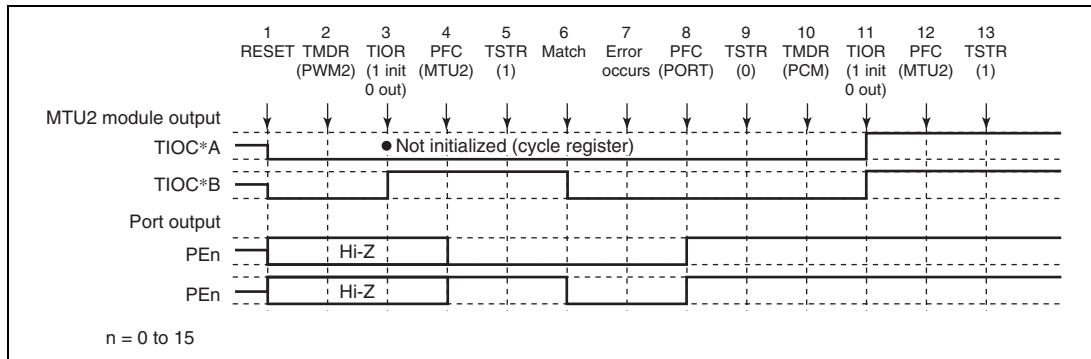 1 2 3 4 5 6 7 8 9 10 11 12 13
RESET TMDR TIOR PFC TSTR Match Error PFC TSTR TMDR TIOR PFC TSTR
(PWM2) (1 init (MTU2) (1) occurs (PORT) (0) (PCM) (1 init (MTU2) (1)
0 out) 0 out)
MTU2 module output
TIOC*A ● Not initialized (cycle register)
TIOC*B
Port output
PEn Hi-Z
PEn Hi-Z
n = 0 to 15